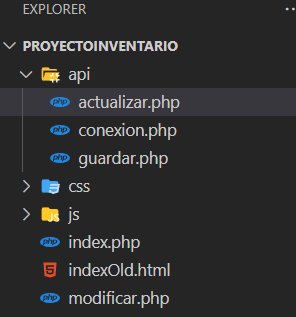 EXPLORER
PROYECTOINVENTARIO
api
php actualizar.php
php conexion.php
php guardar.php
css
js JS
php index.php
indexOld.html
php modificar.php